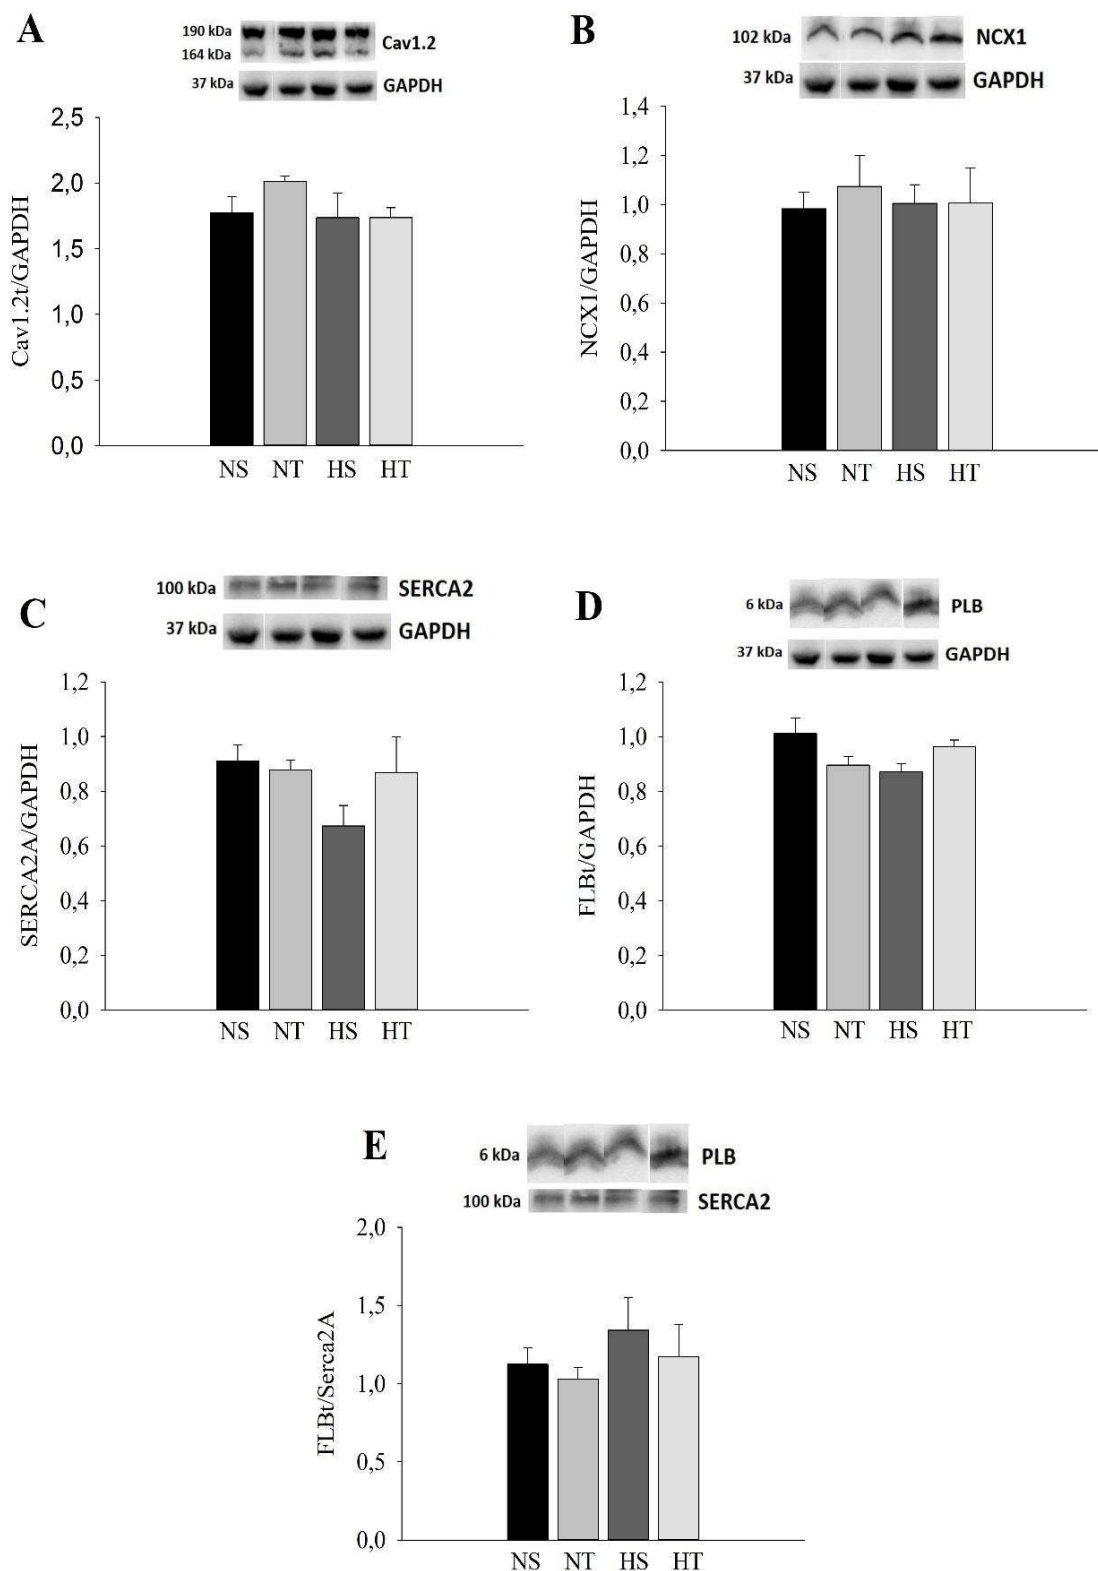 A
190 kDa
164 kDa
Cav1.2
37 kDa
GAPDH
Cav1.2t/GAPDH
2,5
2,0
1,5
1,0
0,5
0,0
NS NT HS HT
B
102 kDa
NCX1
37 kDa
GAPDH
NCX1/GAPDH
1,4
1,2
1,0
0,8
0,6
0,4
0,2
0,0
NS NT HS HT
C
100 kDa
SERCA2
37 kDa
GAPDH
SERCA2A/GAPDH
1,2
1,0
0,8
0,6
0,4
0,2
0,0
NS NT HS HT
D
6 kDa
PLB
37 kDa
GAPDH
FLBt/GAPDH
1,2
1,0
0,8
0,6
0,4
0,2
0,0
NS NT HS HT
E
6 kDa
PLB
100 kDa
SERCA2
FLBt/Serca2A
2,0
1,5
1,0
0,5
0,0
NS NT HS HT